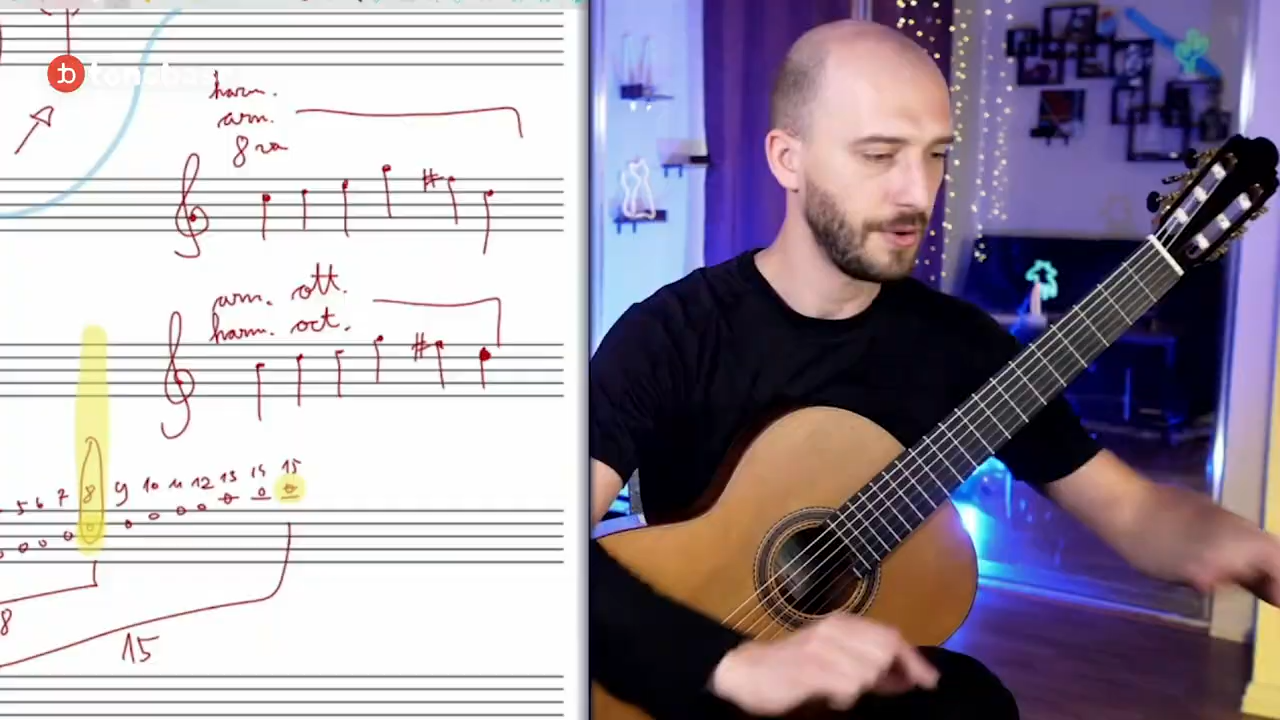 tonebase
harm.
arm.
8va
#
arm. ott.
harm. oct.
#
5 6 7 8 9 10 11 12 13 14 15
8
15